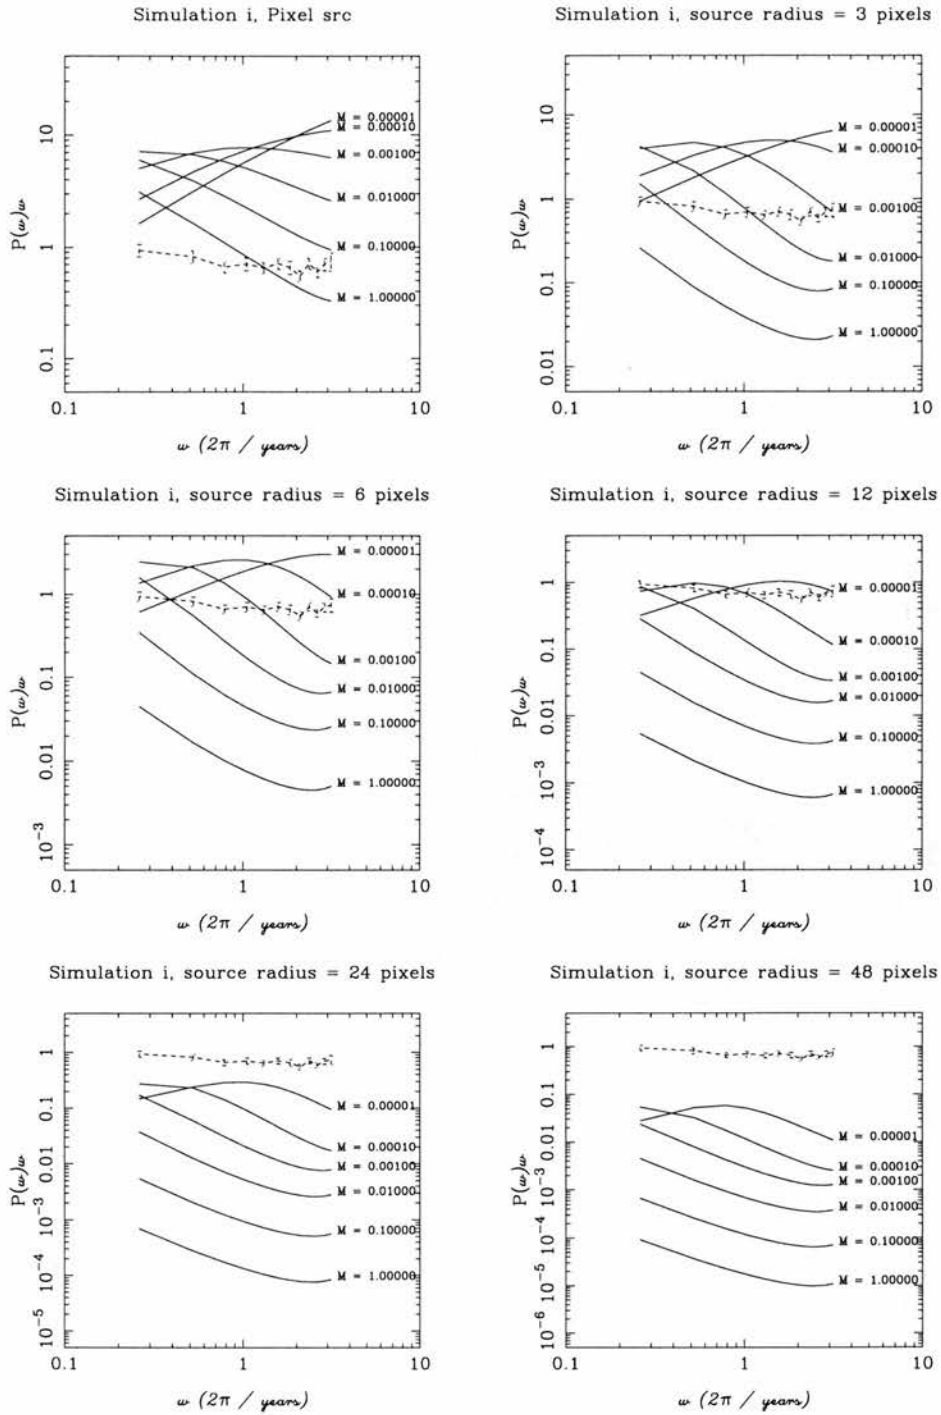 Simulation i, Pixel src
10
1
0.1
P(w)w
M = 0.00001
M = 0.00010
M = 0.00100
M = 0.01000
M = 0.10000
M = 1.00000
0.1
1
10
w (2π / years)
Simulation i, source radius = 3 pixels
10
1
0.1
0.01
P(w)w
M = 0.00001
M = 0.00010
M = 0.00100
M = 0.01000
M = 0.10000
M = 1.00000
0.1
1
10
w (2π / years)
Simulation i, source radius = 6 pixels
1
0.1
0.01
10⁻³
P(w)w
M = 0.00001
M = 0.00010
M = 0.00100
M = 0.01000
M = 0.10000
M = 1.00000
0.1
1
10
w (2π / years)
Simulation i, source radius = 12 pixels
1
0.1
0.01
10⁻³
10⁻⁴
P(w)w
M = 0.00001
M = 0.00010
M = 0.00100
M = 0.01000
M = 0.10000
M = 1.00000
0.1
1
10
w (2π / years)
Simulation i, source radius = 24 pixels
1
0.1
0.01
10⁻³
10⁻⁴
10⁻⁵
P(w)w
M = 0.00001
M = 0.00010
M = 0.00100
M = 0.01000
M = 0.10000
M = 1.00000
0.1
1
10
w (2π / years)
Simulation i, source radius = 48 pixels
1
0.1
0.01
10⁻³
10⁻⁴
10⁻⁵
10⁻⁶
P(w)w
M = 0.00001
M = 0.00010
M = 0.00100
M = 0.01000
M = 0.10000
M = 1.00000
0.1
1
10
w (2π / years)